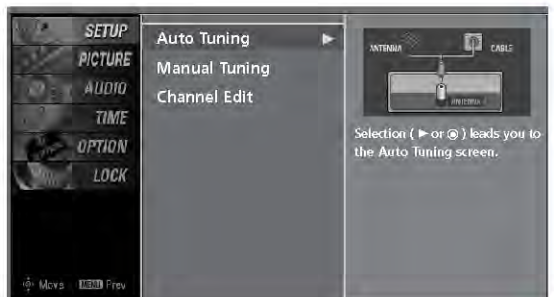 SETUP
PICTURE
AUDIO
TIME
OPTION
LOCK
Move MENU Prev
Auto Tuning ►
Manual Tuning
Channel Edit
ANTENNA
CABLE
ANTENNA
Selection ( ► or ◉ ) leads you to
the Auto Tuning screen.